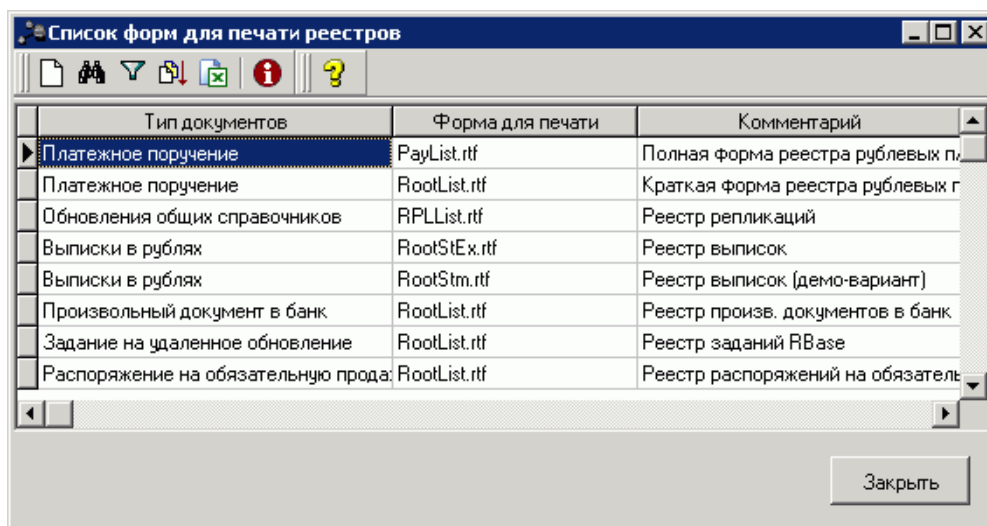 Список форм для печати реестров
Тип документов Форма для печати Комментарий
Платежное поручение PayList.rtf Полная форма реестра рублевых
Платежное поручение RootList.rtf Краткая форма реестра рублевых
Обновления общих справочников RPLList.rtf Реестр репликаций
Выписки в рублях RootStEx.rtf Реестр выписок
Выписки в рублях RootStm.rtf Реестр выписок (демо-вариант)
Произвольный документ в банк RootList.rtf Реестр произв. документов в банк
Задание на удаленное обновление RootList.rtf Реестр заданий RBase
Распоряжение на обязательную RootList.rtf Реестр распоряжений на
Закрыть